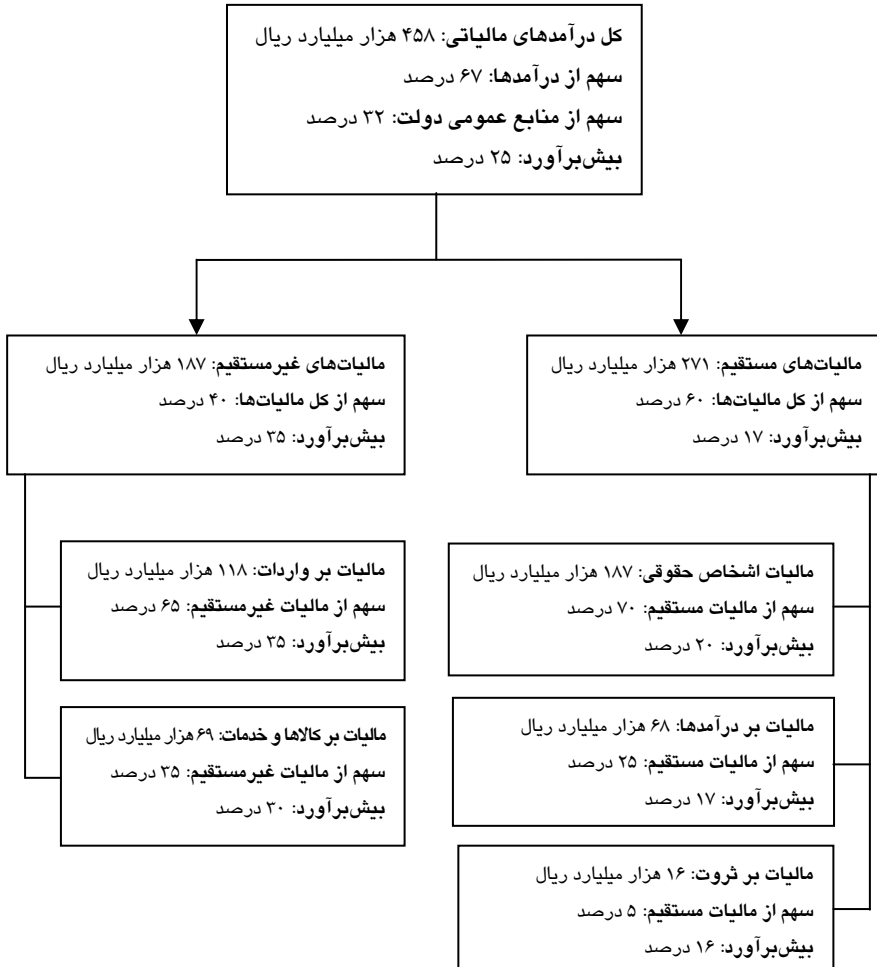 کل درآمدهای مالیاتی: ۴۵۸ هزار میلیارد ریال
سهم از درآمدها: ۶۷ درصد
سهم از منابع عمومی دولت: ۳۲ درصد
بیش‌برآورد: ۲۵ درصد
مالیات‌های مستقیم: ۲۷۱ هزار میلیارد ریال
سهم از کل مالیات‌ها: ۶۰ درصد
بیش‌برآورد: ۱۷ درصد
مالیات‌های غیرمستقیم: ۱۸۷ هزار میلیارد ریال
سهم از کل مالیات‌ها: ۴۰ درصد
بیش‌برآورد: ۳۵ درصد
مالیات اشخاص حقوقی: ۱۸۷ هزار میلیارد ریال
سهم از مالیات مستقیم: ۷۰ درصد
بیش‌برآورد: ۲۰ درصد
مالیات بر درآمدها: ۶۸ هزار میلیارد ریال
سهم از مالیات مستقیم: ۲۵ درصد
بیش‌برآورد: ۱۷ درصد
مالیات بر ثروت: ۱۶ هزار میلیارد ریال
سهم از مالیات مستقیم: ۵ درصد
بیش‌برآورد: ۱۶ درصد
مالیات بر واردات: ۱۱۸ هزار میلیارد ریال
سهم از مالیات غیرمستقیم: ۶۵ درصد
بیش‌برآورد: ۳۵ درصد
مالیات بر کالاها و خدمات: ۶۹ هزار میلیارد ریال
سهم از مالیات غیرمستقیم: ۳۵ درصد
بیش‌برآورد: ۳۰ درصد